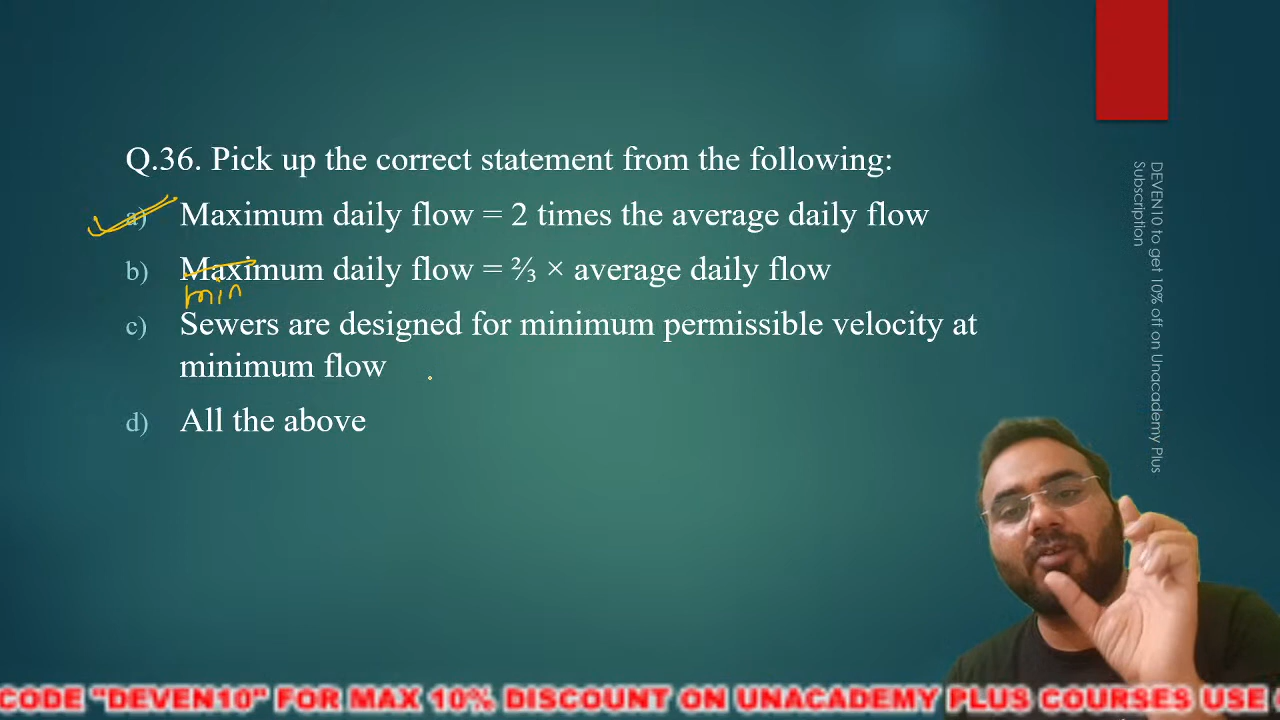 Q.36. Pick up the correct statement from the following:
a) Maximum daily flow = 2 times the average daily flow
b) Maximum daily flow = ⅔ × average daily flow
min
c) Sewers are designed for minimum permissible velocity at
minimum flow
d) All the above
DEVEN10 to get 10% off on Unacademy Plus
Subscription
CODE "DEVEN10" FOR MAX 10% DISCOUNT ON UNACADEMY PLUS COURSES USE